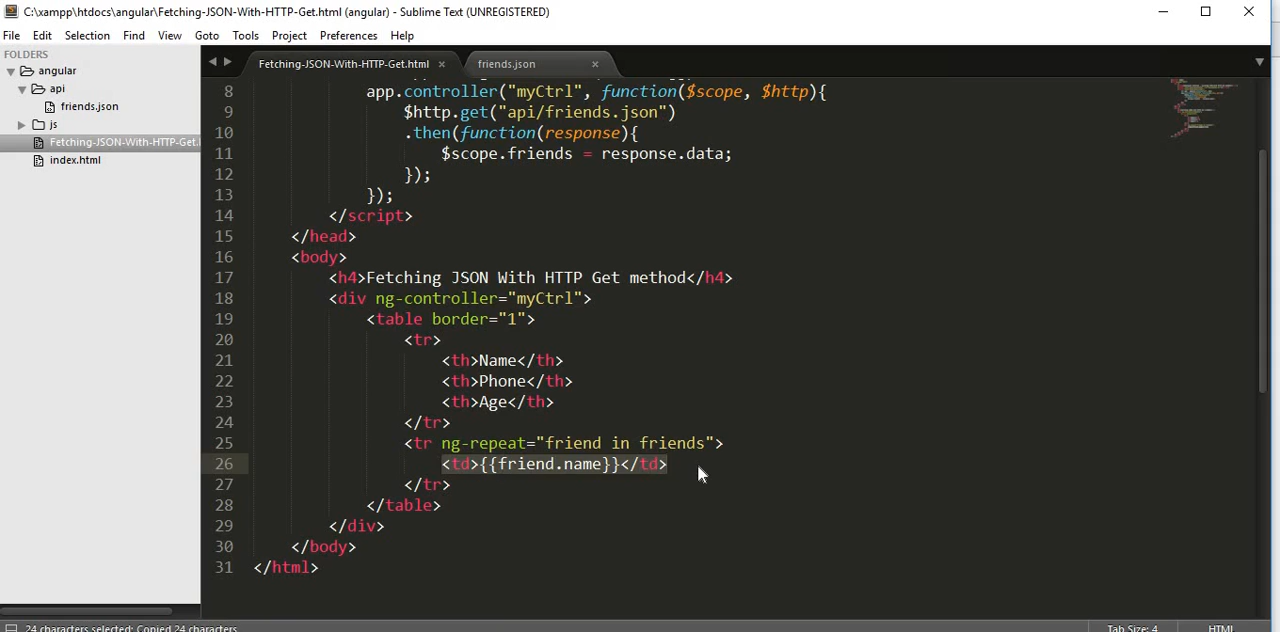 C:\xampp\htdocs\angular\Fetching-JSON-With-HTTP-Get.html (angular) - Sublime Text (UNREGISTERED)
File Edit Selection Find View Goto Tools Project Preferences Help
FOLDERS
angular
api
friends.json
js
Fetching-JSON-With-HTTP-Get.
index.html
Fetching-JSON-With-HTTP-Get.html × friends.json ×
8 app.controller("myCtrl", function($scope, $http){
9 $http.get("api/friends.json")
10 .then(function(response){
11 $scope.friends = response.data;
12 });
13 });
14 </script>
15 </head>
16 <body>
17 <h4>Fetching JSON With HTTP Get method</h4>
18 <div ng-controller="myCtrl">
19 <table border="1">
20 <tr>
21 <th>Name</th>
22 <th>Phone</th>
23 <th>Age</th>
24 </tr>
25 <tr ng-repeat="friend in friends">
26 <td>{{friend.name}}</td>
27 </tr>
28 </table>
29 </div>
30 </body>
31 </html>
24 characters selected; Copied 24 characters Tab Size: 4 HTML